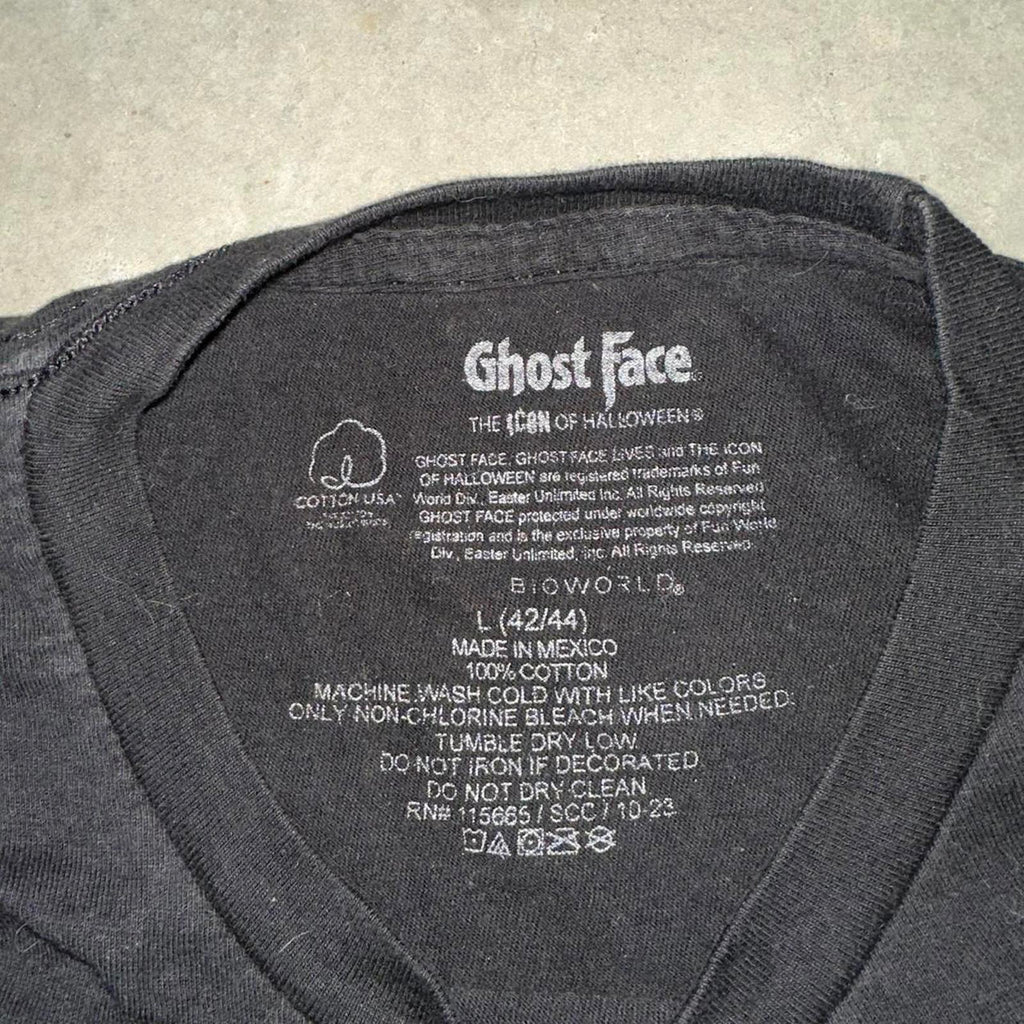 Ghost Face
THE ICON OF HALLOWEEN®
GHOST FACE, GHOST FACE LIVES and THE ICON
OF HALLOWEEN are registered trademarks of Fun
World Div., Easter Unlimited Inc. All Rights Reserved
GHOST FACE protected under worldwide copyright
registration and is the exclusive property of Fun World
Div., Easter Unlimited, Inc. All Rights Reserved.
COTTON USA™
BIOWORLD®
L (42/44)
MADE IN MEXICO
100% COTTON
MACHINE WASH COLD WITH LIKE COLORS
ONLY NON-CHLORINE BLEACH WHEN NEEDED.
TUMBLE DRY LOW
DO NOT IRON IF DECORATED
DO NOT DRY CLEAN
RN# 115665 / SCC / 10-23